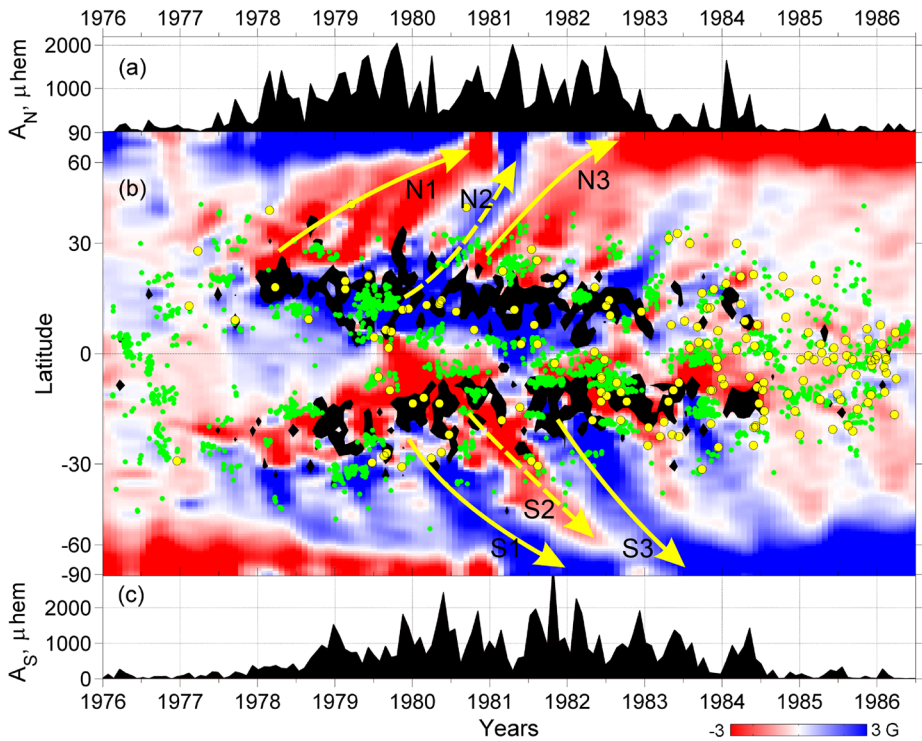 1976 1977 1978 1979 1980 1981 1982 1983 1984 1985 1986
(a)
A_N, μ hem
2000
1000
(b)
Latitude
90
60
30
0
-30
-60
-90
N1
N2
N3
S1
S2
S3
(c)
A_S, μ hem
2000
1000
0
1976 1977 1978 1979 1980 1981 1982 1983 1984 1985 1986
Years
-3 3 G